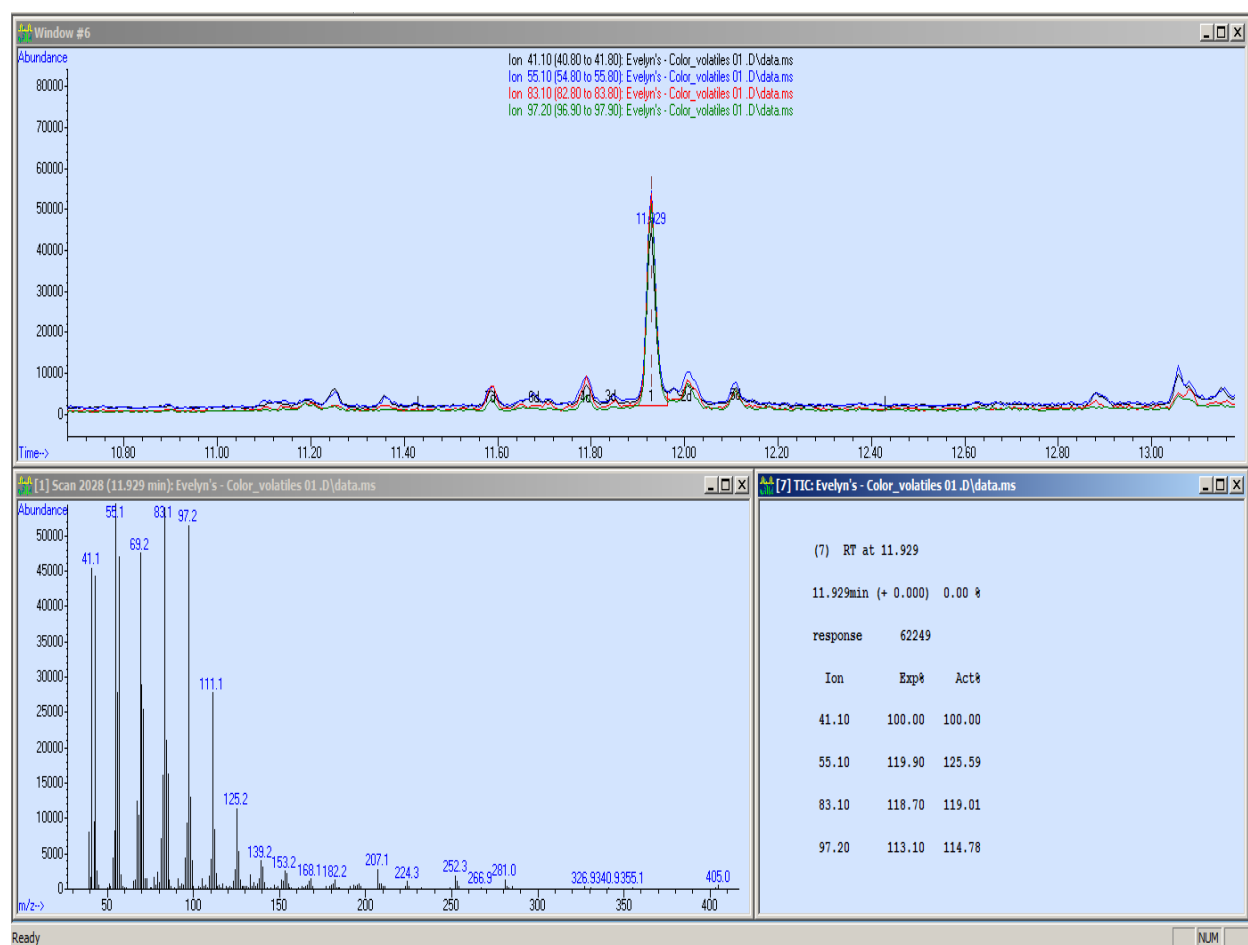 Window #6
Abundance
Ion 41.10 (40.80 to 41.80): Evelyn's - Color_volatiles 01 .D\data.ms
Ion 55.10 (54.80 to 55.80): Evelyn's - Color_volatiles 01 .D\data.ms
Ion 83.10 (82.80 to 83.80): Evelyn's - Color_volatiles 01 .D\data.ms
Ion 97.20 (96.90 to 97.90): Evelyn's - Color_volatiles 01 .D\data.ms
80000
70000
60000
50000
40000
30000
20000
10000
0
11.929
4d 3d 1 2d
Time--> 10.80 11.00 11.20 11.40 11.60 11.80 12.00 12.20 12.40 12.60 12.80 13.00
[1] Scan 2028 (11.929 min): Evelyn's - Color_volatiles 01 .D\data.ms
Abundance
50000
45000
40000
35000
30000
25000
20000
15000
10000
5000
0
41.1 55.1 69.2 83.1 97.2
111.1
125.2
139.2 153.2 168.1 182.2 207.1 224.3 252.3 266.9 281.0 326.9 340.9 355.1 405.0
m/z--> 50 100 150 200 250 300 350 400
[7] TIC: Evelyn's - Color_volatiles 01 .D\data.ms
(7) RT at 11.929
11.929min (+ 0.000) 0.00 %
response 62249
Ion Exp% Act%
41.10 100.00 100.00
55.10 119.90 125.59
83.10 118.70 119.01
97.20 113.10 114.78
Ready NUM